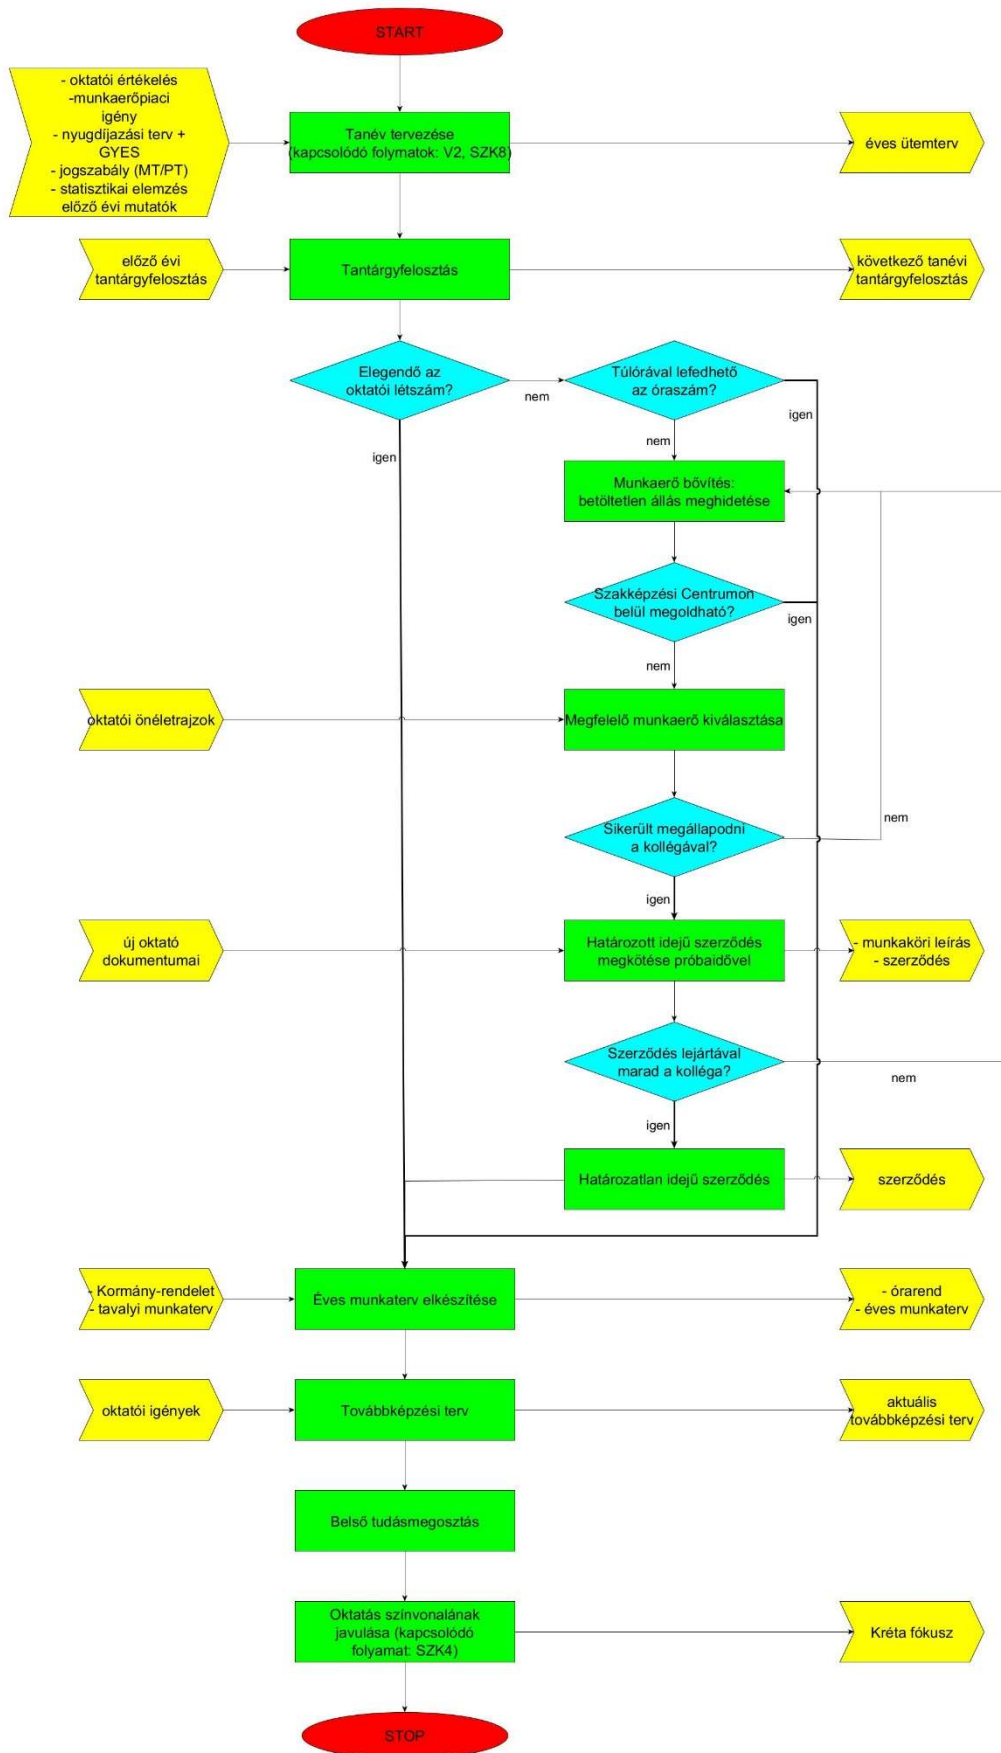 START
- oktatói értékelés
-munkaerőpiaci
igény
- nyugdíjazási terv +
GYES
- jogszabály (MT/PT)
- statisztikai elemzés
előző évi mutatók
Tanév tervezése
(kapcsolódó folymatok: V2, SZK8)
éves ütemterv
előző évi
tantárgyfelosztás
Tantárgyfelosztás
következő tanévi
tantárgyfelosztás
Elegendő az
oktatói létszám?
nem
Túlórával lefedhető
az óraszám?
igen
igen
nem
Munkaerő bővítés:
betöltetlen állás meghidetése
Szakképzési Centrumon
belül megoldható?
igen
nem
oktatói önéletrajzok
Megfelelő munkaerő kiválasztása
Sikerült megállapodni
a kollégával?
nem
igen
új oktató
dokumentumai
Határozott idejű szerződés
megkötése próbaidővel
- munkaköri leírás
- szerződés
Szerződés lejártával
marad a kolléga?
nem
igen
Határozatlan idejű szerződés
szerződés
- Kormány-rendelet
- tavalyi munkaterv
Éves munkaterv elkészítése
- órarend
- éves munkaterv
oktatói igények
Továbbképzési terv
aktuális
továbbképzési terv
Belső tudásmegosztás
Oktatás színvonalának
javulása (kapcsolódó
folyamat: SZK4)
Kréta fókusz
STOP